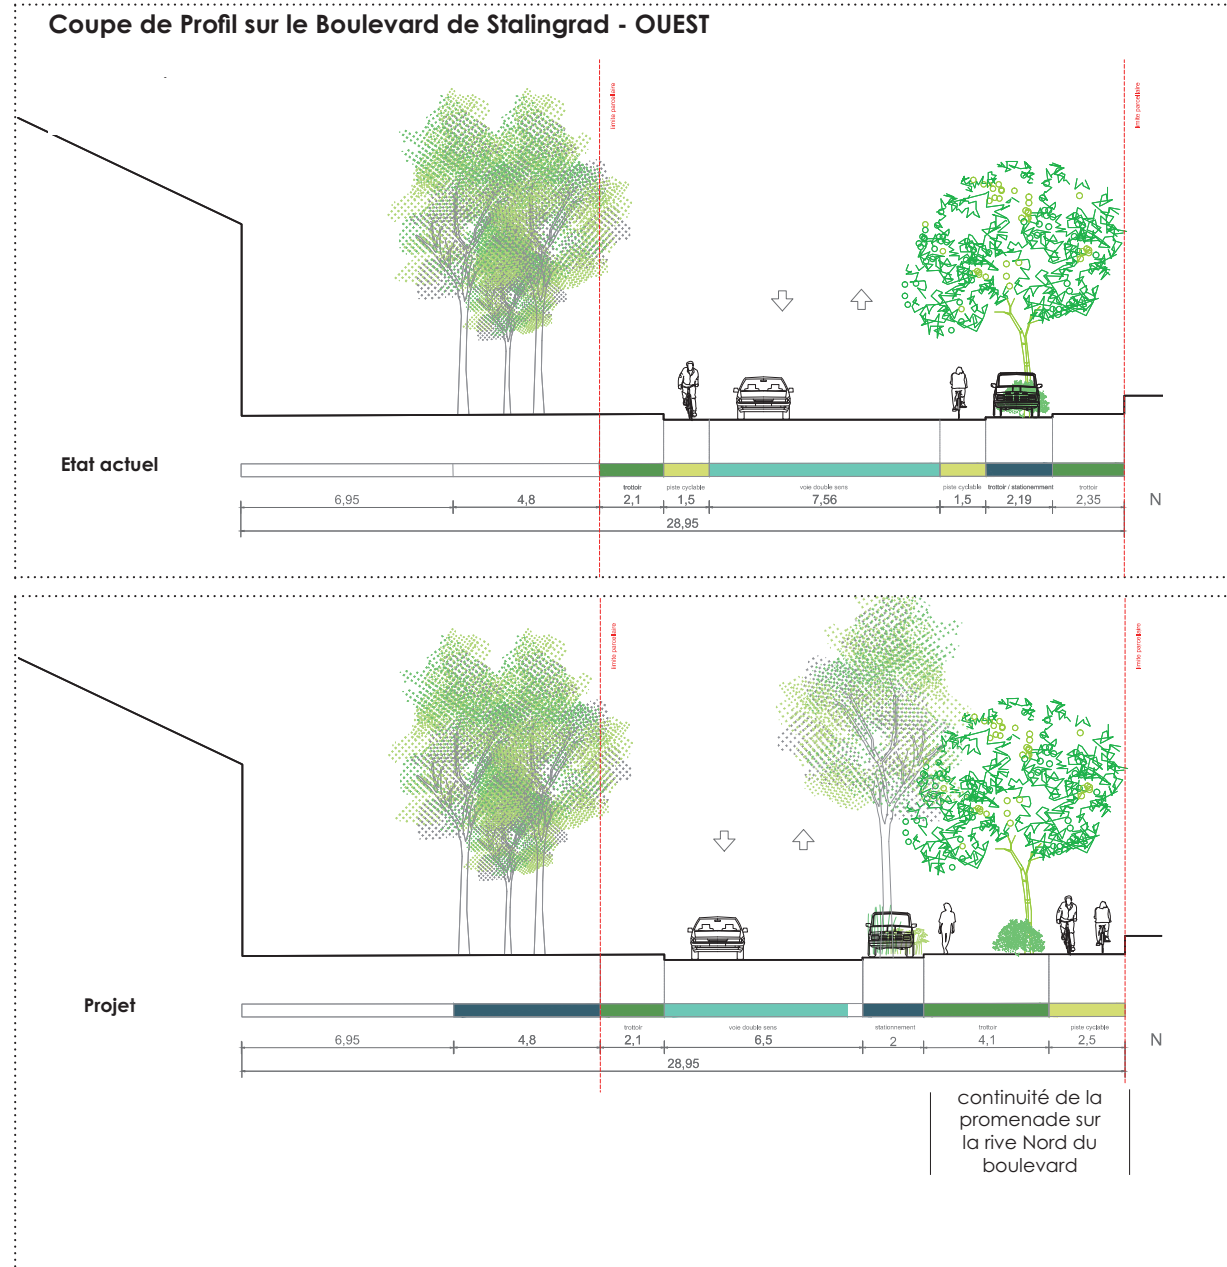 Coupe de Profil sur le Boulevard de Stalingrad - OUEST
limite parcellaire
limite parcellaire
Etat actuel
trottoir piste cyclable voie double sens piste cyclable trottoir / stationnemment trottoir
6,95 4,8 2,1 1,5 7,56 1,5 2,19 2,35 N
28,95
limite parcellaire
limite parcellaire
Projet
trottoir voie double sens stationnement trottoir piste cyclable
6,95 4,8 2,1 6,5 2 4,1 2,5 N
28,95
continuité de la
promenade sur
la rive Nord du
boulevard